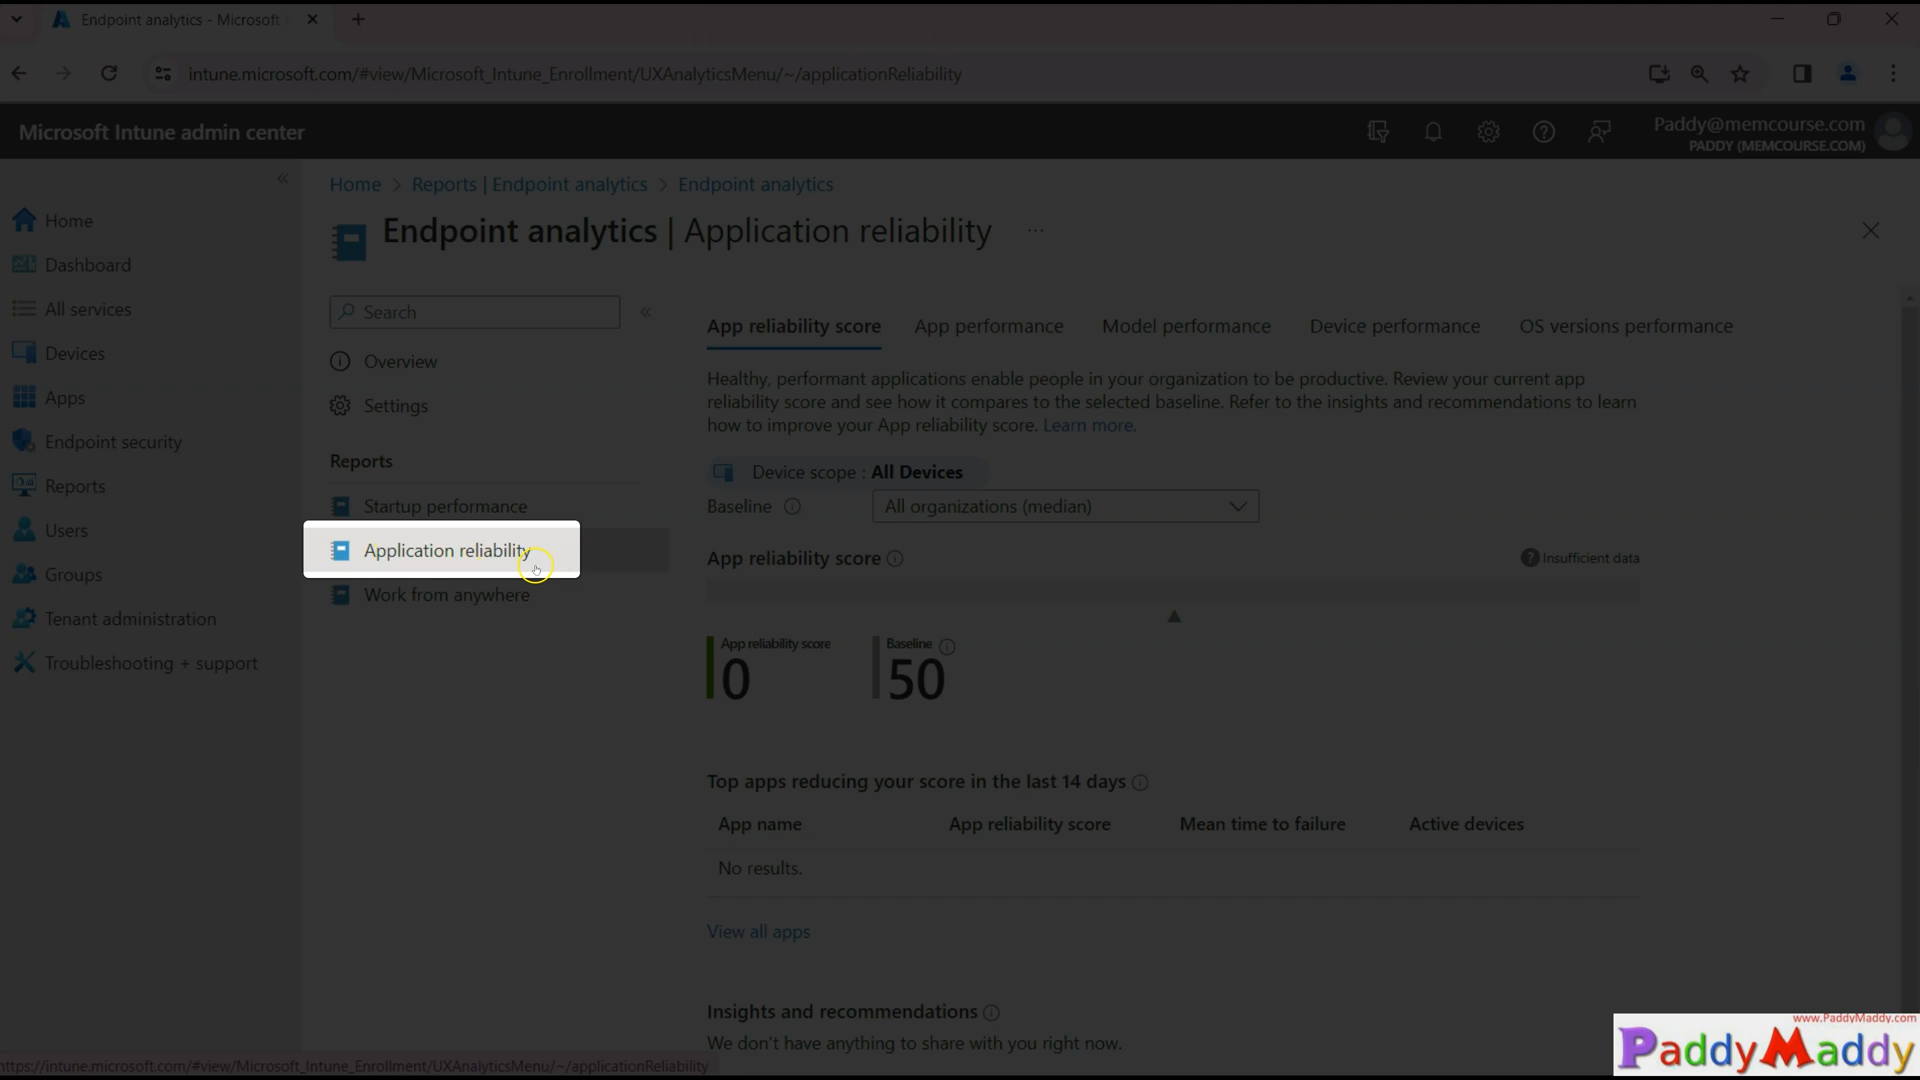 Endpoint analytics - Microsoft
intune.microsoft.com/#view/Microsoft_Intune_Enrollment/UXAnalyticsMenu/~/applicationReliability
Microsoft Intune admin center
Paddy@memcourse.com
PADDY (MEMCOURSE.COM)
Home
Dashboard
All services
Devices
Apps
Endpoint security
Reports
Users
Groups
Tenant administration
Troubleshooting + support
Home > Reports | Endpoint analytics > Endpoint analytics
Endpoint analytics | Application reliability ...
Search
Overview
Settings
Reports
Startup performance
Application reliability
Work from anywhere
App reliability score App performance Model performance Device performance OS versions performance
Healthy, performant applications enable people in your organization to be productive. Review your current app
reliability score and see how it compares to the selected baseline. Refer to the insights and recommendations to learn
how to improve your App reliability score. Learn more.
Device scope : All Devices
Baseline All organizations (median)
App reliability score Insufficient data
App reliability score Baseline
0 50
Top apps reducing your score in the last 14 days
App name App reliability score Mean time to failure Active devices
No results.
View all apps
Insights and recommendations
We don't have anything to share with you right now.
https://intune.microsoft.com/#view/Microsoft_Intune_Enrollment/UXAnalyticsMenu/~/applicationReliability
www.PaddyMaddy.com
PaddyMaddy